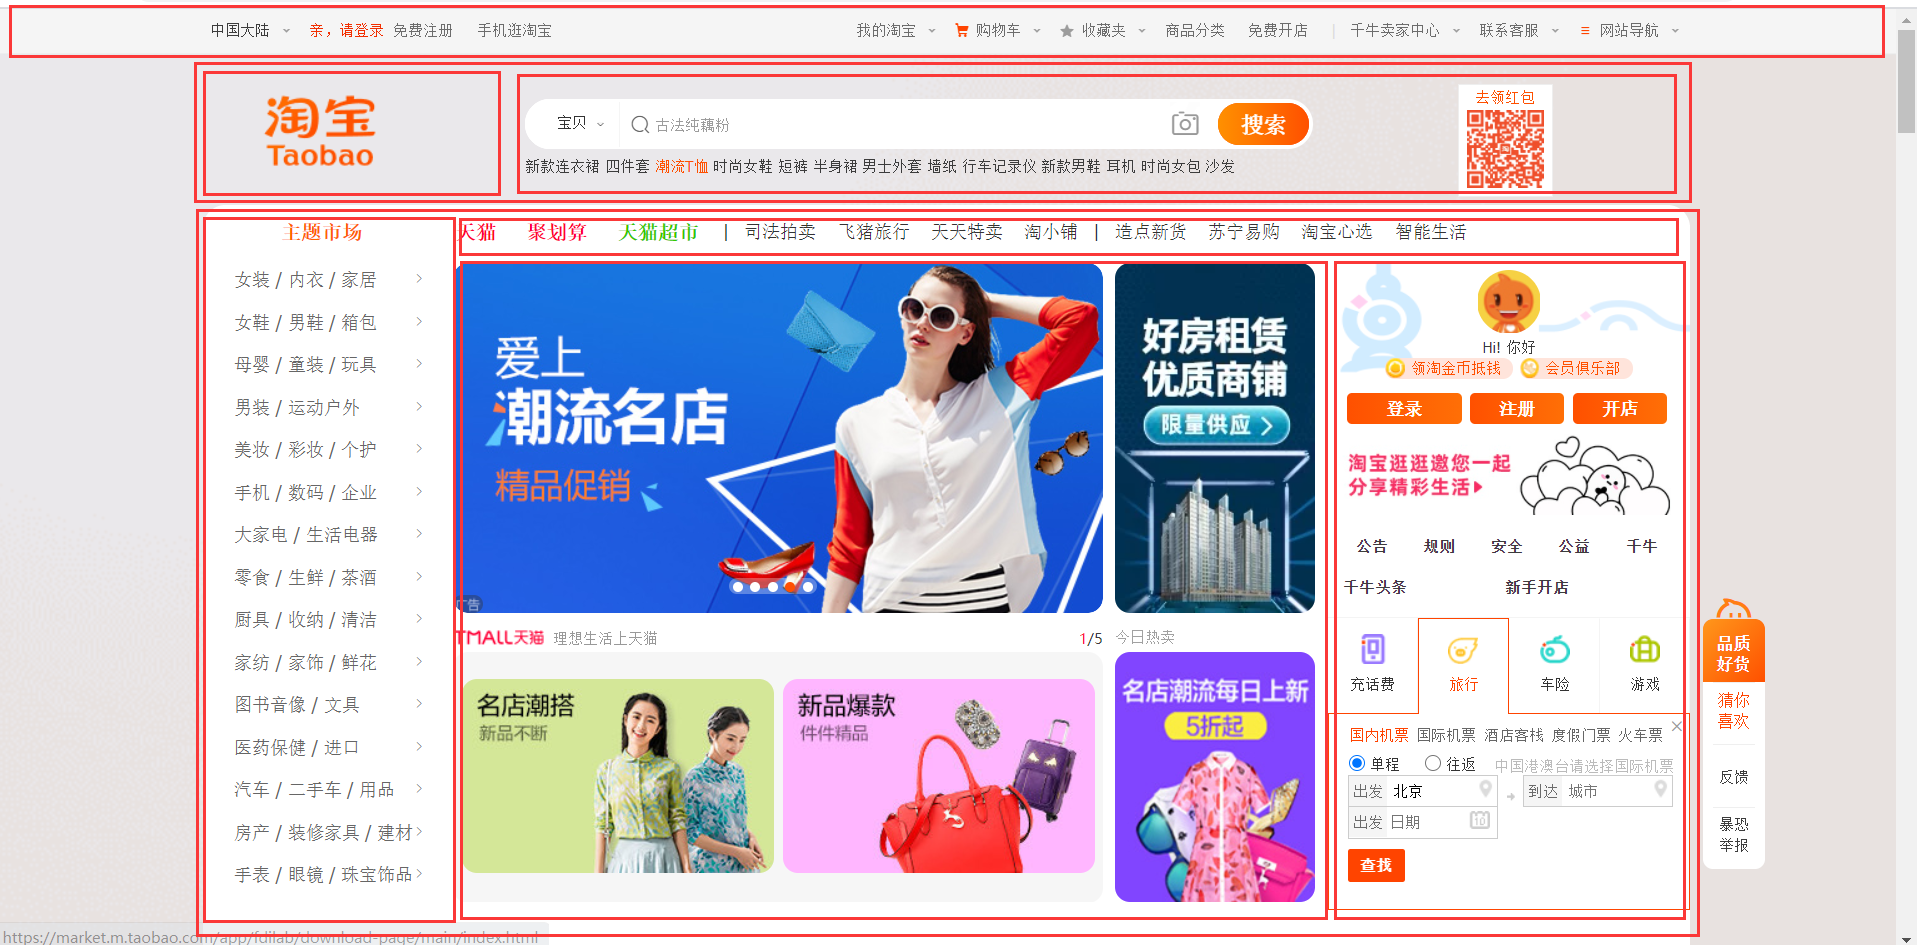 中国大陆 亲，请登录 免费注册 手机逛淘宝 我的淘宝 购物车 收藏夹 商品分类 免费开店 | 千牛卖家中心 联系客服 网站导航
淘宝
Taobao
宝贝 古法纯藕粉 搜索
新款连衣裙 四件套 潮流T恤 时尚女鞋 短裤 半身裙 男士外套 墙纸 行车记录仪 新款男鞋 耳机 时尚女包 沙发
去领红包
主题市场
女装 / 内衣 / 家居
女鞋 / 男鞋 / 箱包
母婴 / 童装 / 玩具
男装 / 运动户外
美妆 / 彩妆 / 个护
手机 / 数码 / 企业
大家电 / 生活电器
零食 / 生鲜 / 茶酒
厨具 / 收纳 / 清洁
家纺 / 家饰 / 鲜花
图书音像 / 文具
医药保健 / 进口
汽车 / 二手车 / 用品
房产 / 装修家具 / 建材
手表 / 眼镜 / 珠宝饰品
天猫 聚划算 天猫超市 | 司法拍卖 飞猪旅行 天天特卖 淘小铺 | 造点新货 苏宁易购 淘宝心选 智能生活
爱上
潮流名店
精品促销
广告
好房租赁
优质商铺
限量供应
TMALL天猫 理想生活上天猫 1/5
今日热卖
名店潮搭
新品不断
新品爆款
件件精品
名店潮流每日上新
5折起
Hi! 你好
领淘金币抵钱 会员俱乐部
登录 注册 开店
淘宝逛逛邀您一起
分享精彩生活
公告 规则 安全 公益 千牛
千牛头条 新手开店
充话费 旅行 车险 游戏
国内机票 国际机票 酒店客栈 度假门票 火车票
单程 往返 中国港澳台请选择国际机票
出发 北京 到达 城市
出发 日期
查找
品质
好货
猜你
喜欢
反馈
暴恐
举报
https://market.m.taobao.com/app/fdilab/download-page/main/index.html